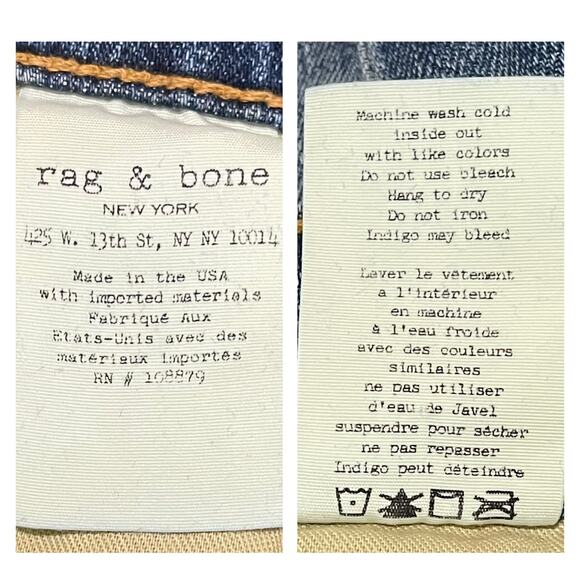 rag & bone
NEW YORK
425 W. 13th St, NY NY 10014
Made in the USA
with imported materials
Fabriqué Aux
Etats-Unis avec des
matériaux importés
RN # 108879
Machine wash cold
inside out
with like colors
Do not use bleach
Hang to dry
Do not iron
Indigo may bleed
Laver le vetement
a l'intérieur
en machine
à l'eau froide
avec des couleurs
similaires
ne pas utiliser
d'eau de Javel
suspendre pour sècher
ne pas repasser
Indigo peut déteindre